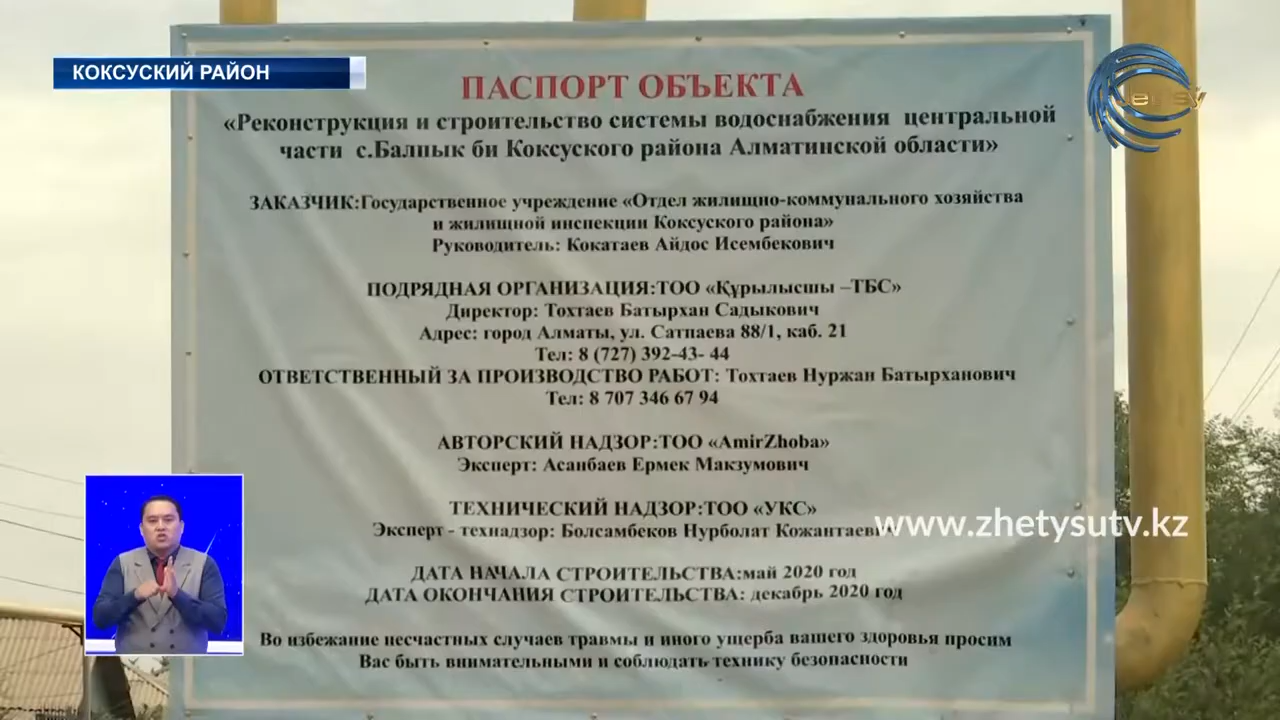 КОКСУСКИЙ РАЙОН
ПАСПОРТ ОБЪЕКТА
«Реконструкция и строительство системы водоснабжения центральной
части с.Балпык би Коксуского района Алматинской области»
ЗАКАЗЧИК:Государственное учреждение «Отдел жилищно-коммунального хозяйства
и жилищной инспекции Коксуского района»
Руководитель: Кокатаев Айдос Исембекович
ПОДРЯДНАЯ ОРГАНИЗАЦИЯ:ТОО «Құрылысшы –ТБС»
Директор: Тохтаев Батырхан Садыкович
Адрес: город Алматы, ул. Сатпаева 88/1, каб. 21
Тел: 8 (727) 392-43- 44
ОТВЕТСТВЕННЫЙ ЗА ПРОИЗВОДСТВО РАБОТ: Тохтаев Нуржан Батырханович
Тел: 8 707 346 67 94
АВТОРСКИЙ НАДЗОР:ТОО «AmirZhoba»
Эксперт: Асанбаев Ермек Макзумович
ТЕХНИЧЕСКИЙ НАДЗОР:ТОО «УКС»
Эксперт - технадзор: Болсамбеков Нурболат Кожантаевич
www.zhetysutv.kz
ДАТА НАЧАЛА СТРОИТЕЛЬСТВА:май 2020 год
ДАТА ОКОНЧАНИЯ СТРОИТЕЛЬСТВА: декабрь 2020 год
Во избежание несчастных случаев травмы и иного ущерба вашего здоровья просим
Вас быть внимательными и соблюдать технику безопасности